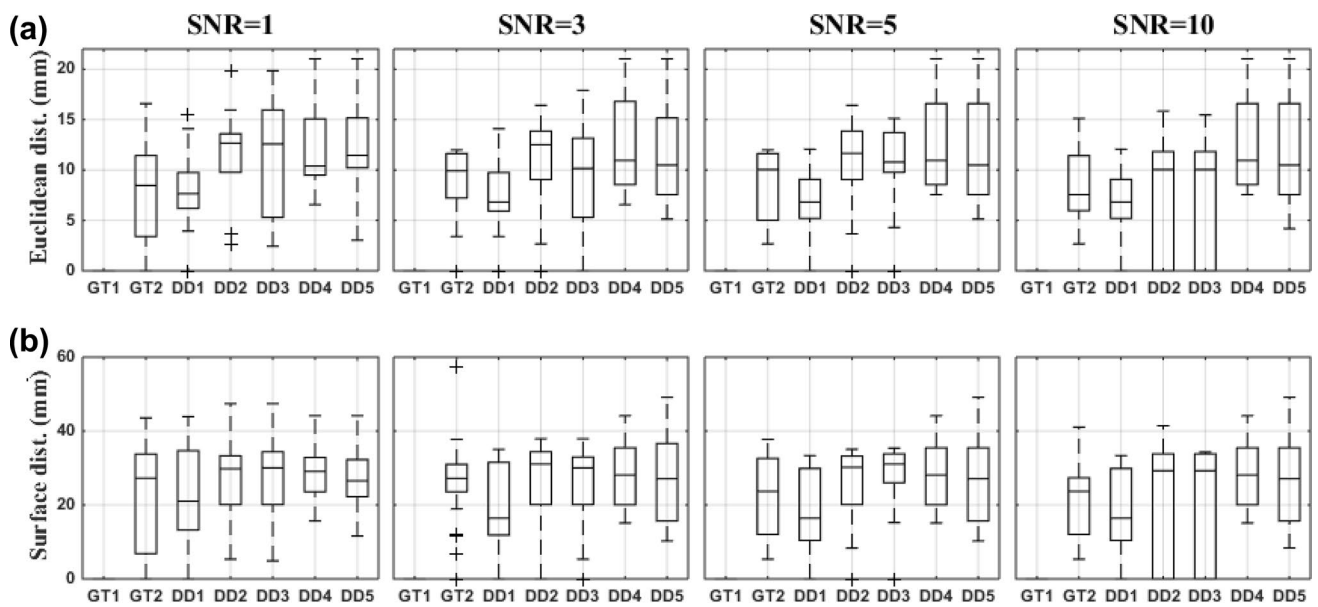 (a)
SNR=1 SNR=3 SNR=5 SNR=10
Euclidean dist. (mm)
20
15
10
5
0
GT1 GT2 DD1 DD2 DD3 DD4 DD5 GT1 GT2 DD1 DD2 DD3 DD4 DD5 GT1 GT2 DD1 DD2 DD3 DD4 DD5 GT1 GT2 DD1 DD2 DD3 DD4 DD5
(b)
Surface dist. (mm)
60
40
20
0
GT1 GT2 DD1 DD2 DD3 DD4 DD5 GT1 GT2 DD1 DD2 DD3 DD4 DD5 GT1 GT2 DD1 DD2 DD3 DD4 DD5 GT1 GT2 DD1 DD2 DD3 DD4 DD5